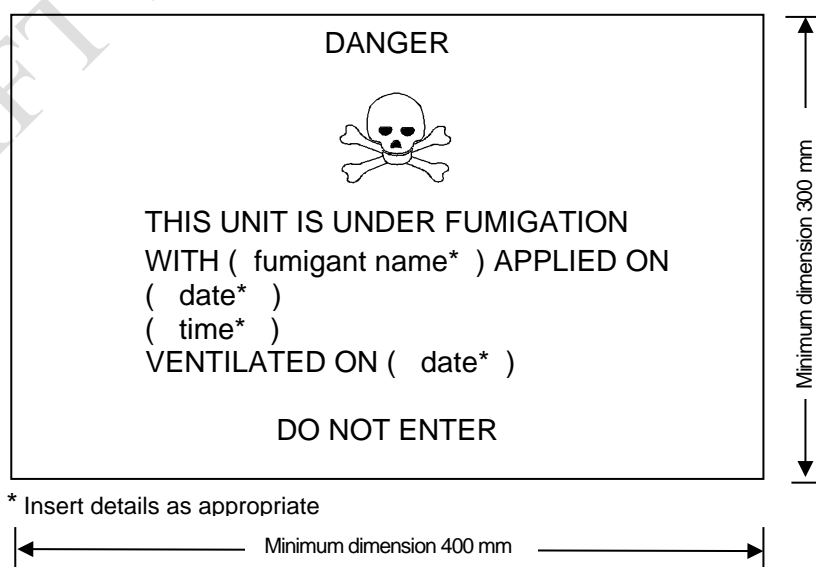 DANGER
THIS UNIT IS UNDER FUMIGATION
WITH ( fumigant name* ) APPLIED ON
( date* )
( time* )
VENTILATED ON ( date* )
DO NOT ENTER
* Insert details as appropriate
Minimum dimension 400 mm
Minimum dimension 300 mm
FT